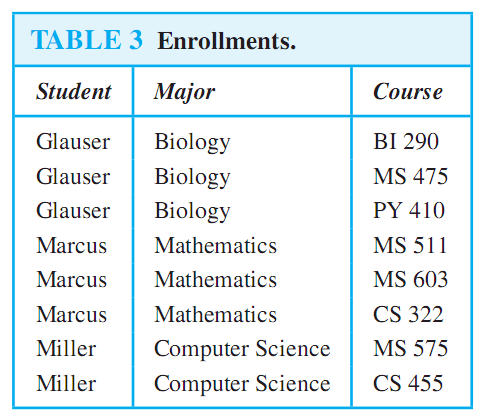 TABLE 3 Enrollments.
Student Major Course
Glauser Biology BI 290
Glauser Biology MS 475
Glauser Biology PY 410
Marcus Mathematics MS 511
Marcus Mathematics MS 603
Marcus Mathematics CS 322
Miller Computer Science MS 575
Miller Computer Science CS 455